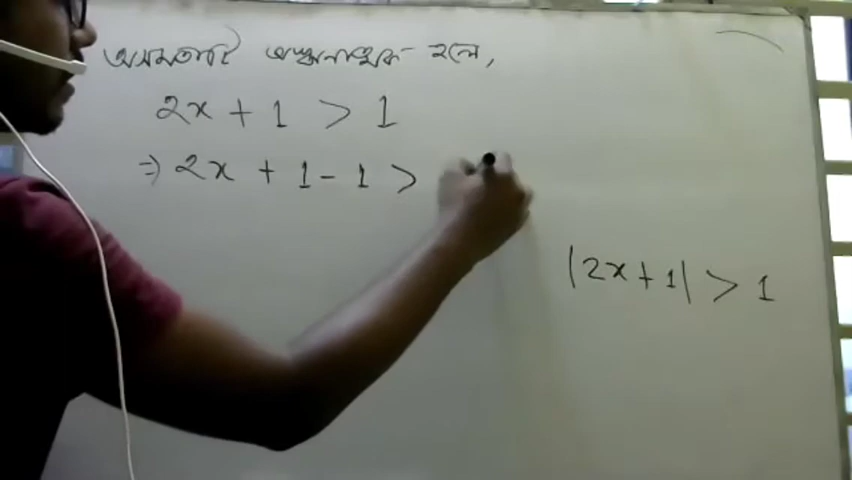 অসমতাটি অঋণাত্মক হলে,
2x + 1 > 1
⇒ 2x + 1 - 1 >
|2x + 1| > 1